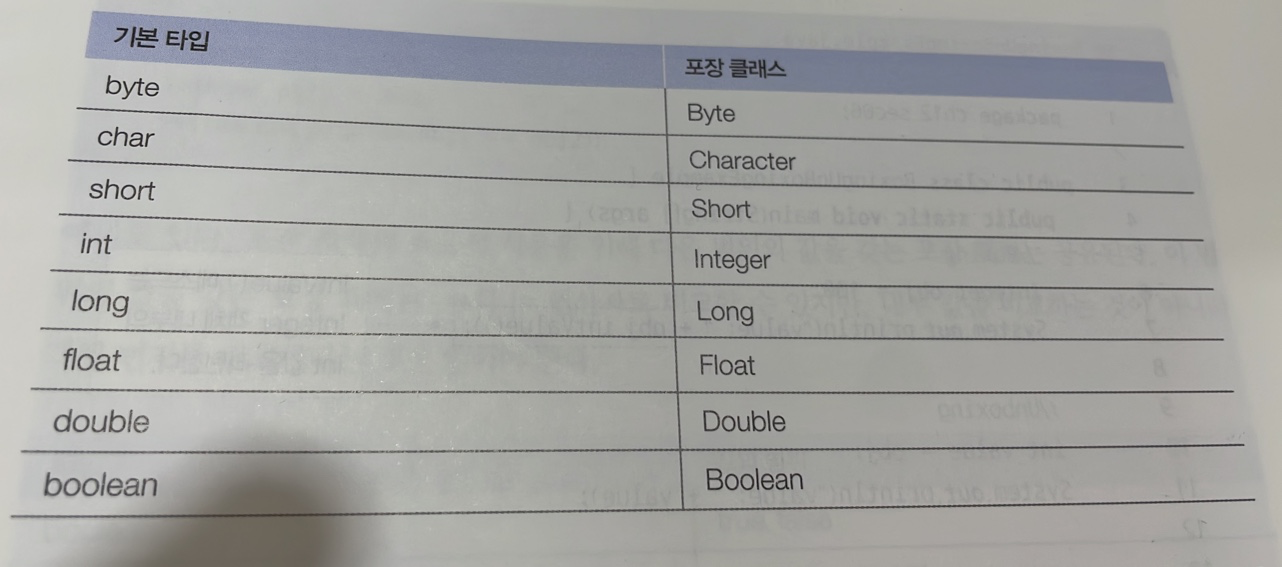 기본 타입 포장 클래스
byte Byte
char Character
short Short
int Integer
long Long
float Float
double Double
boolean Boolean